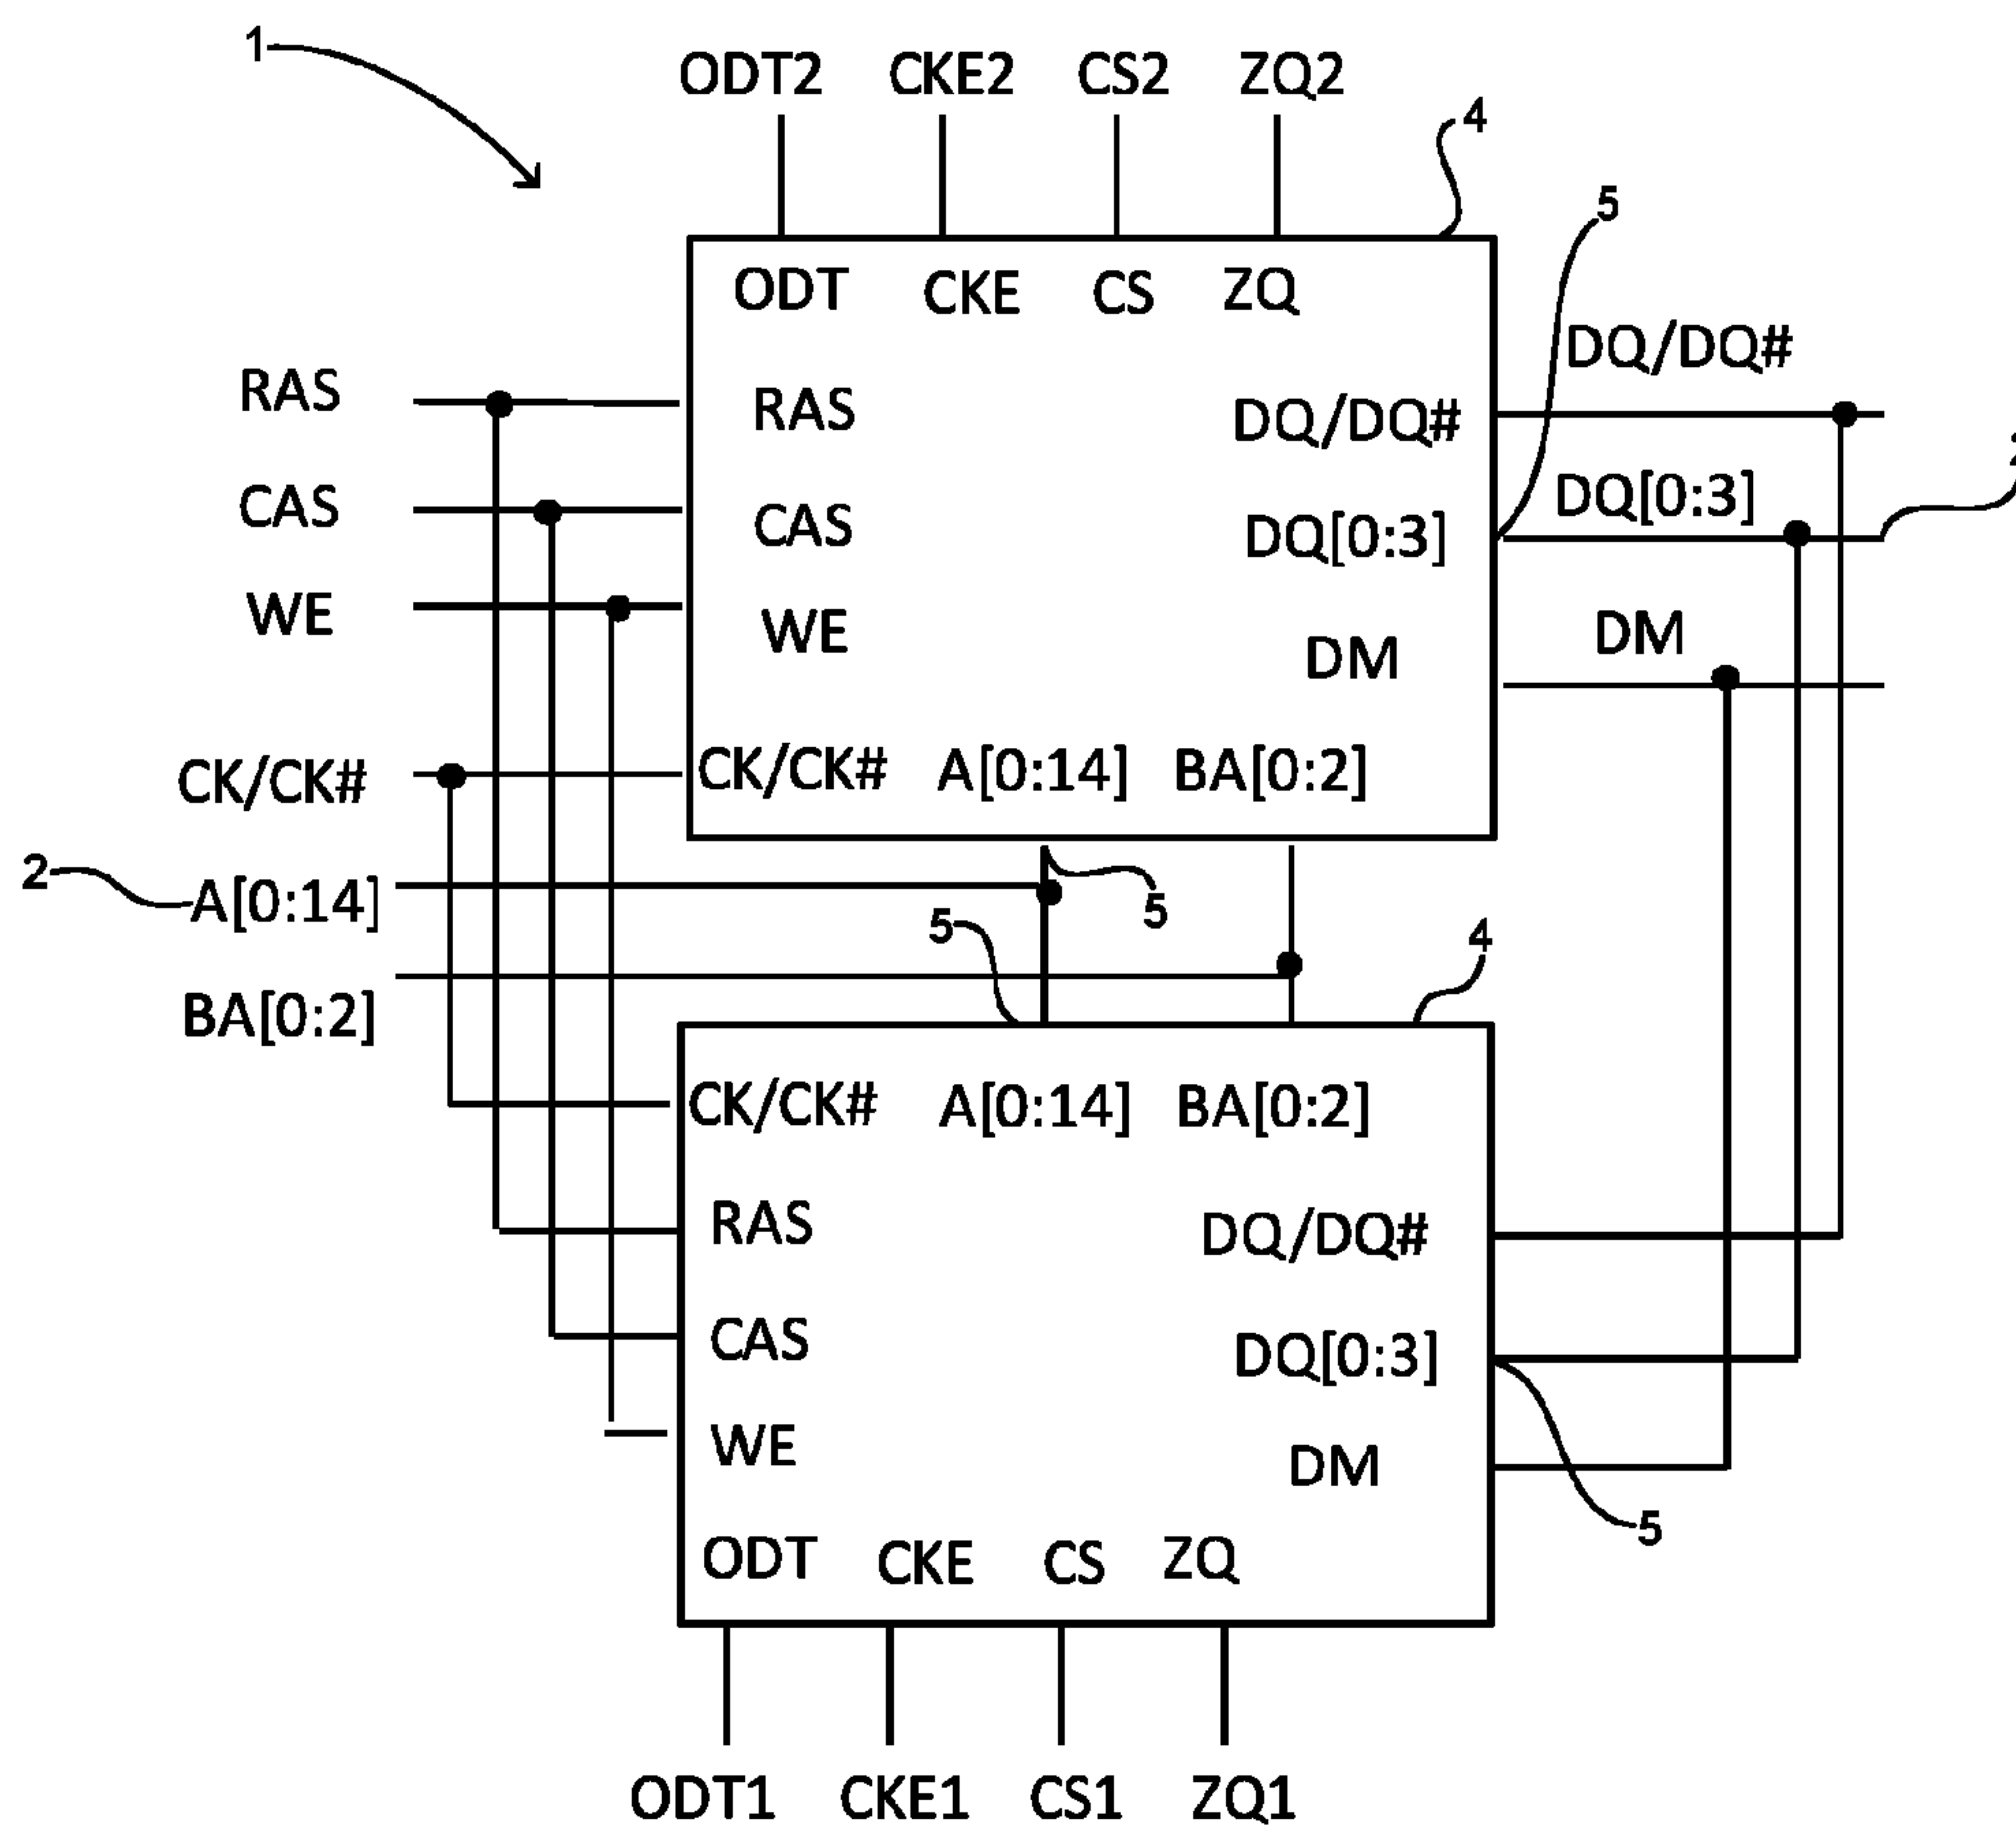 1
ODT2 CKE2 CS2 ZQ2
4
5
ODT CKE CS ZQ
DQ/DQ#
RAS RAS DQ/DQ#
DQ[0:3]
CAS CAS DQ[0:3]
WE WE DM DM
CK/CK# CK/CK# A[0:14] BA[0:2]
2 A[0:14] 5 5
4
BA[0:2]
CK/CK# A[0:14] BA[0:2]
RAS DQ/DQ#
CAS DQ[0:3]
WE DM
5
ODT CKE CS ZQ
ODT1 CKE1 CS1 ZQ1